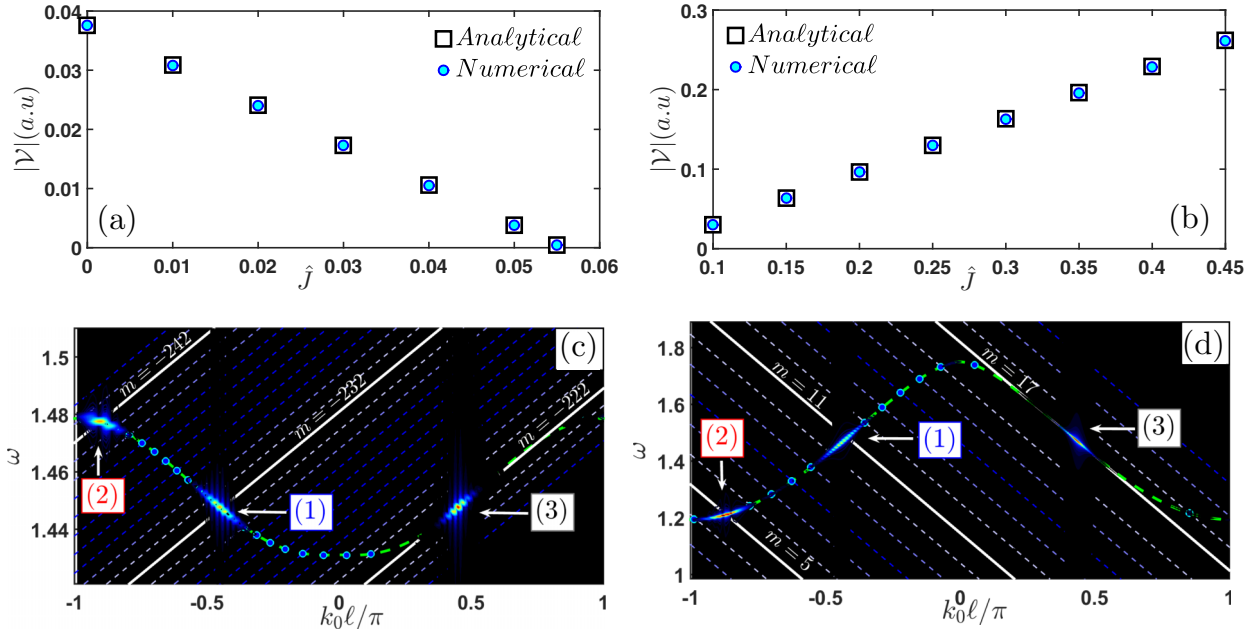 0.04
0.03
0.04
0.04
0.04
0
|𝒱|(a.u)
□ Analytical
Numerical
(a)
0 0.01 0.02 0.03 0.04 0.05 0.06
Ĵ
0.3
0.2
0.1
0
|𝒱|(a.u)
□ Analytical
Numerical
(b)
0.1 0.15 0.2 0.25 0.3 0.35 0.4 0.45
Ĵ
1.5
1.48
1.46
1.44
ω
m = −242
m = −232
m = −222
(c)
(2)
(1)
(3)
-1 -0.5 0 0.5 1
k₀ℓ/π
1.8
1.6
1.4
1.2
1
ω
m = 11
m = 17
m = 5
(d)
(2)
(1)
(3)
-1 -0.5 0 0.5 1
k₀ℓ/π